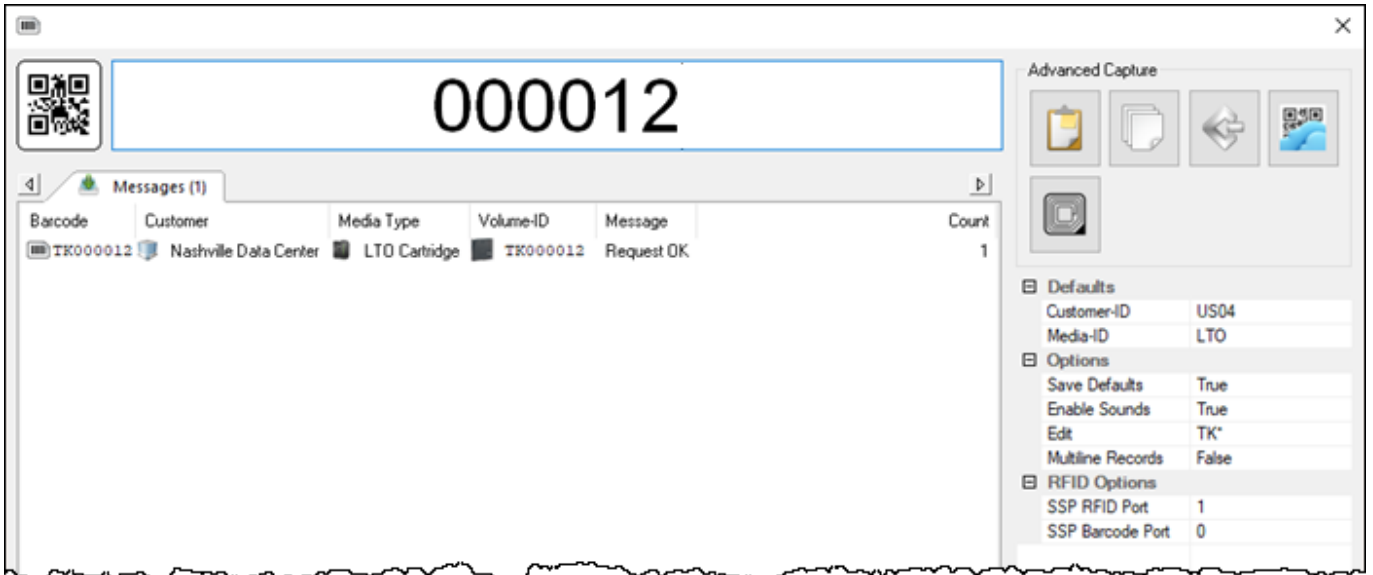 000012
Advanced Capture
Messages (1)
Barcode Customer Media Type Volume-ID Message Count
TK000012 Nashville Data Center LTO Cartridge TK000012 Request OK 1
Defaults
Customer-ID US04
Media-ID LTO
Options
Save Defaults True
Enable Sounds True
Edit TK*
Multiline Records False
RFID Options
SSP RFID Port 1
SSP Barcode Port 0